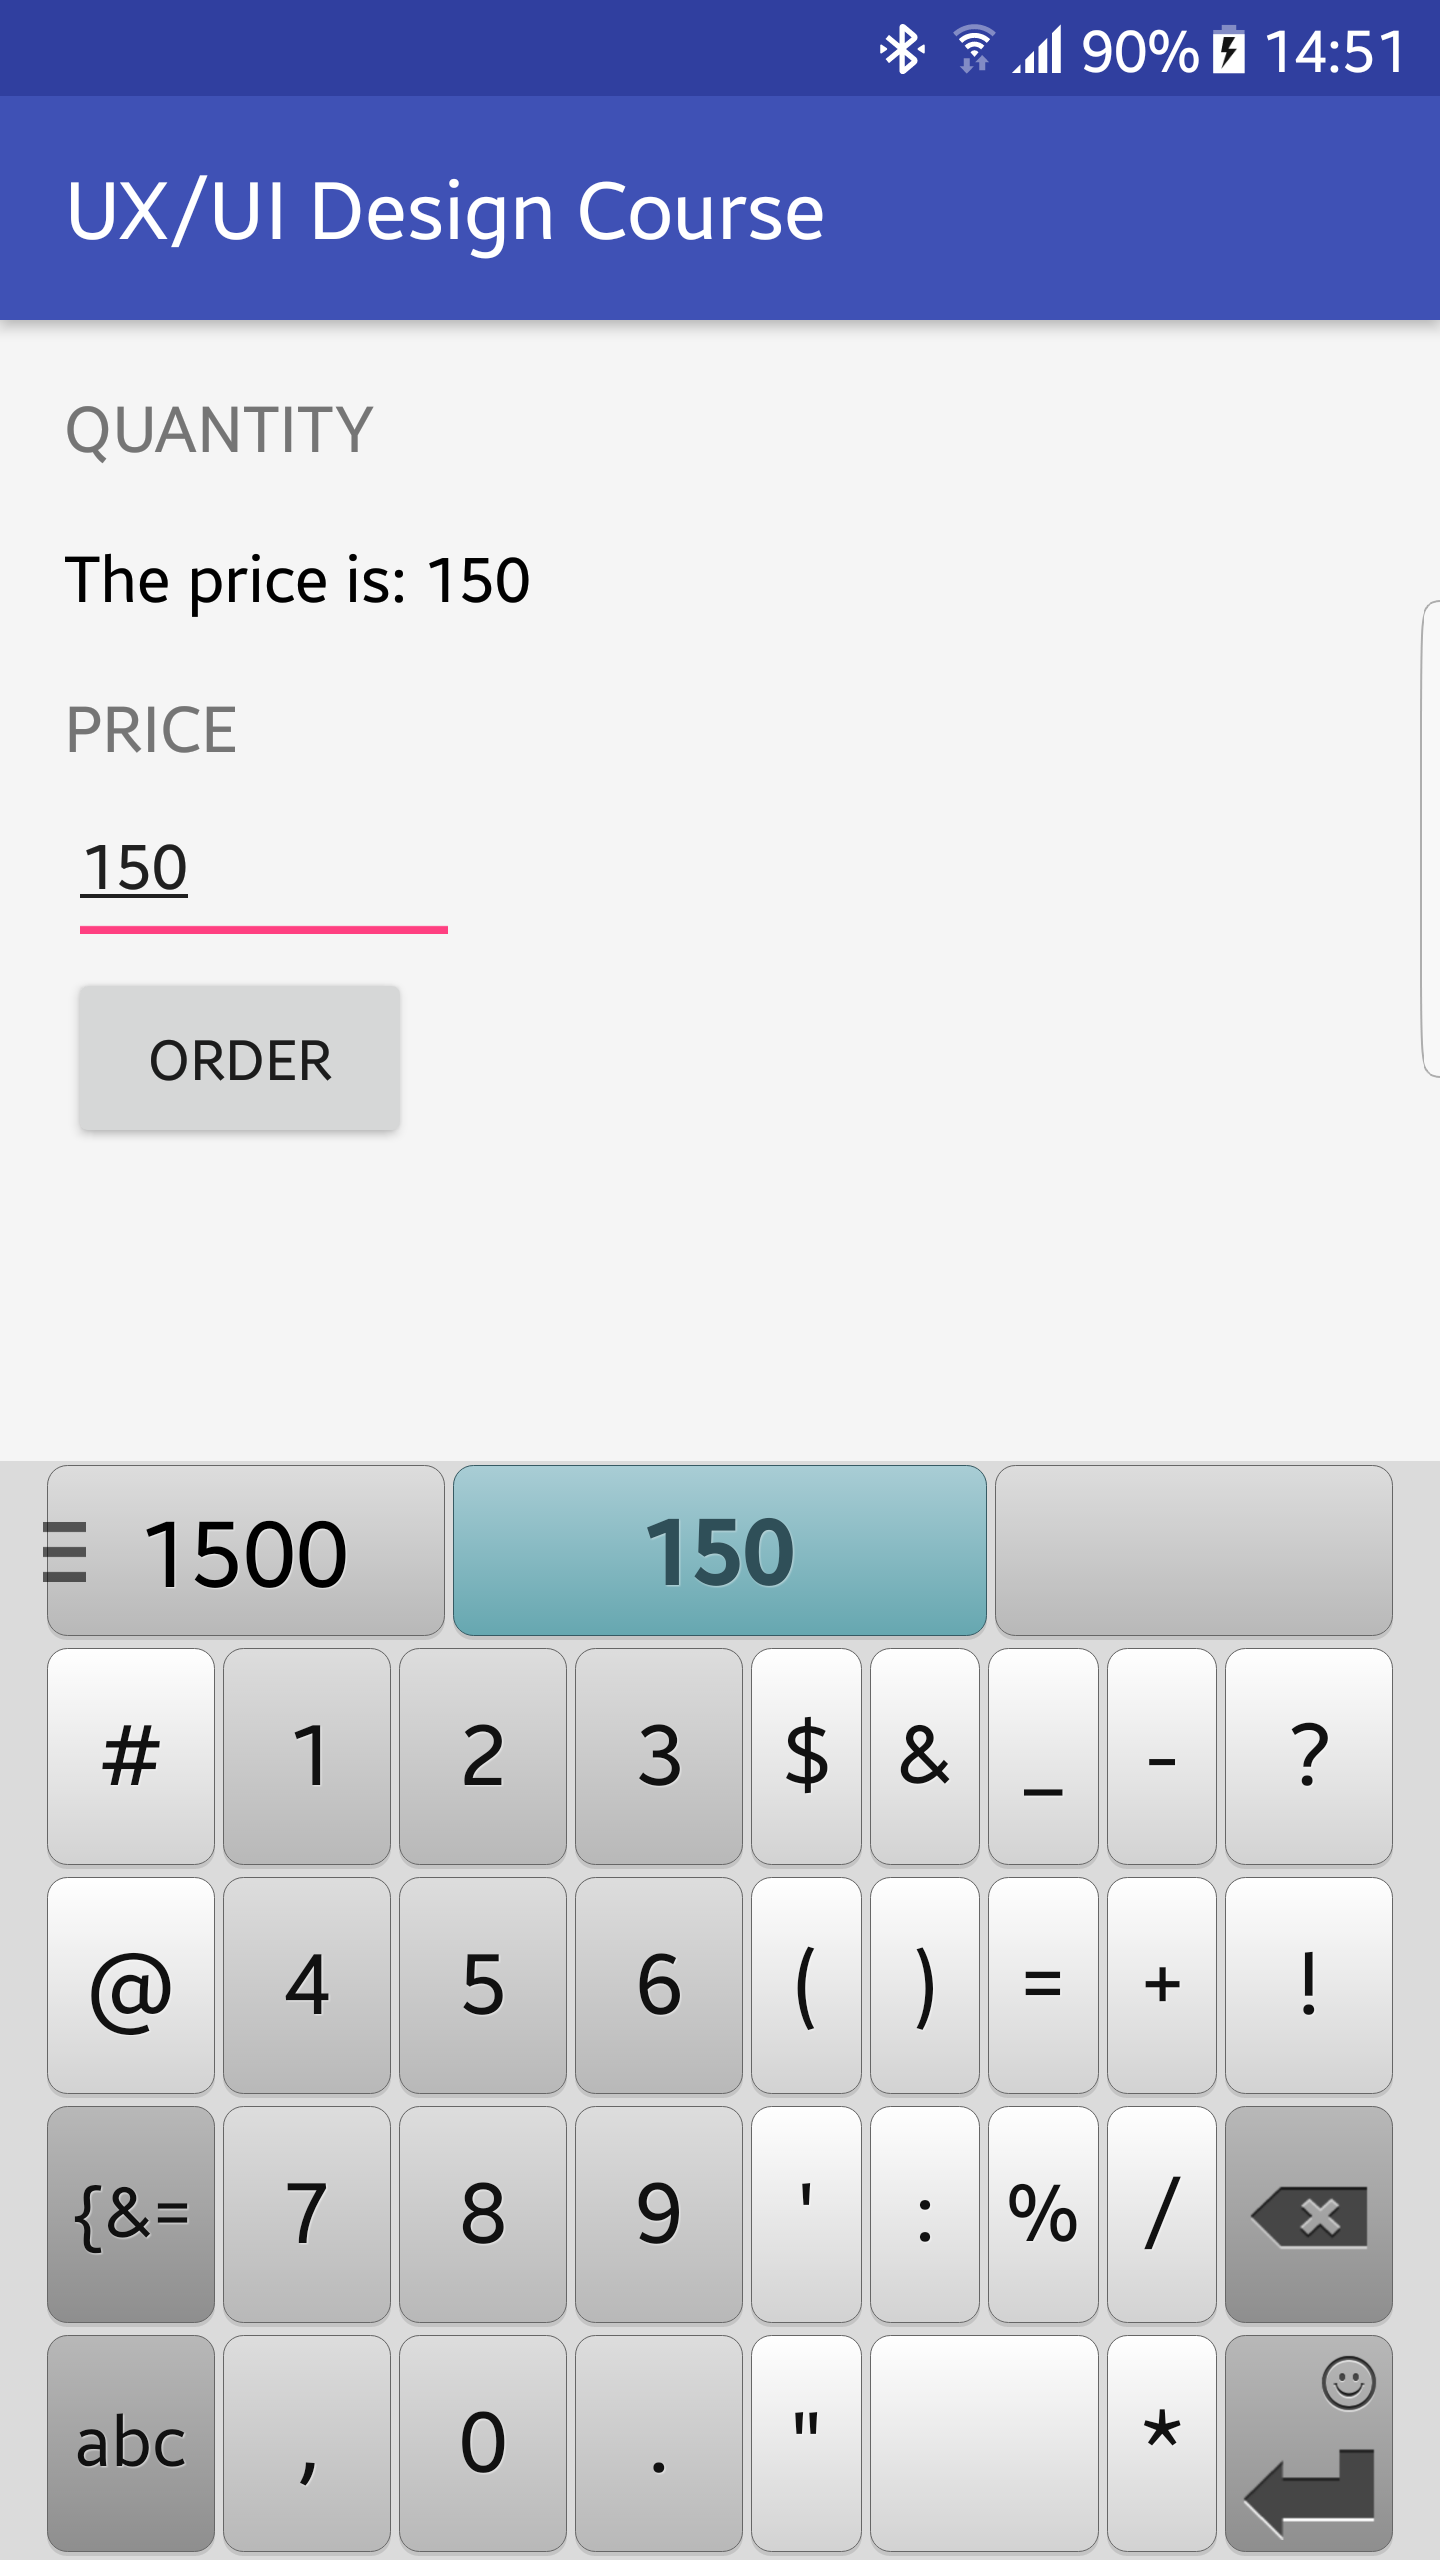 90% 14:51
UX/UI Design Course
QUANTITY
The price is: 150
PRICE
150
ORDER
1500 150
# 1 2 3 $ & _ - ?
@ 4 5 6 ( ) = + !
{&= 7 8 9 ' : % /
abc , 0 . " *